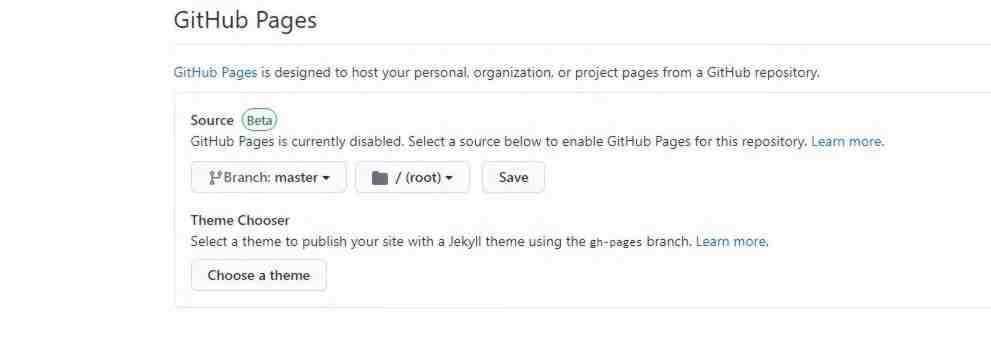 GitHub Pages
GitHub Pages is designed to host your personal, organization, or project pages from a GitHub repository.
Source Beta
GitHub Pages is currently disabled. Select a source below to enable GitHub Pages for this repository. Learn more.
Branch: master / (root) Save
Theme Chooser
Select a theme to publish your site with a Jekyll theme using the gh-pages branch. Learn more.
Choose a theme